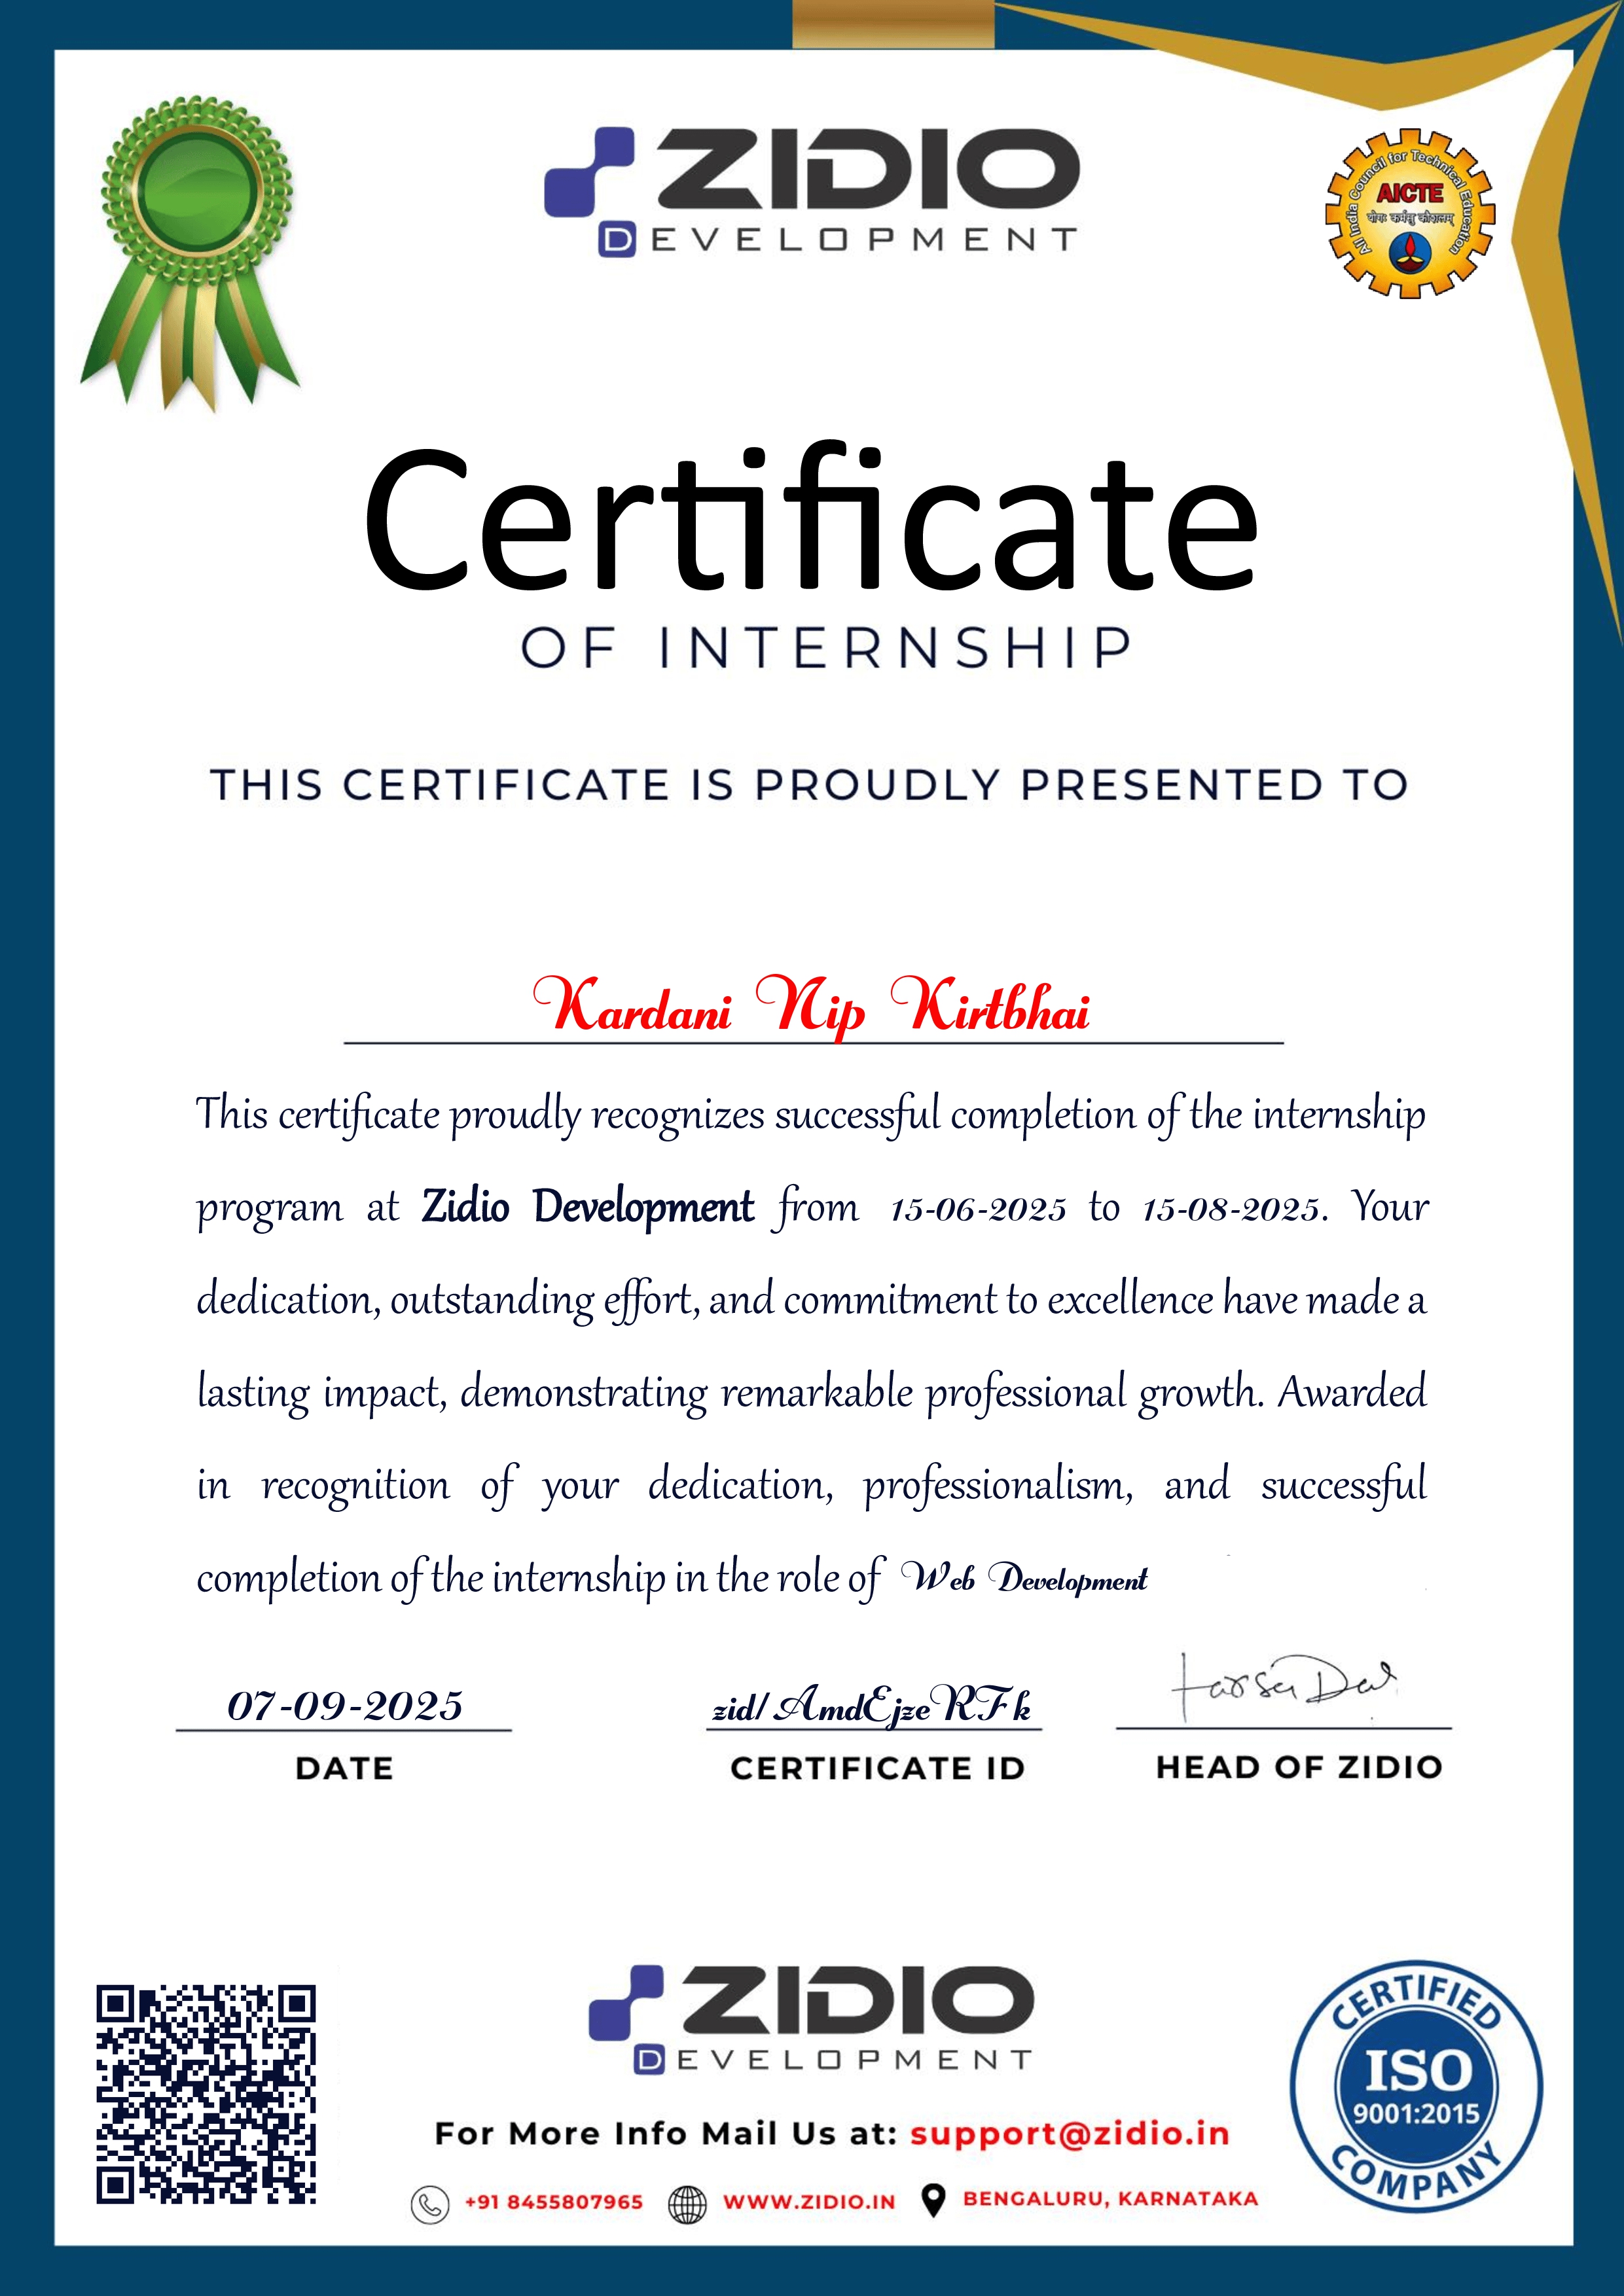 ZIDIO
DEVELOPMENT
All India Council for Technical Education
AICTE
योगः कर्मसु कौशलम्
Certificate
OF INTERNSHIP
THIS CERTIFICATE IS PROUDLY PRESENTED TO
Kardani Nip Kirtbhai
This certificate proudly recognizes successful completion of the internship
program at Zidio Development from 15-06-2025 to 15-08-2025. Your
dedication, outstanding effort, and commitment to excellence have made a
lasting impact, demonstrating remarkable professional growth. Awarded
in recognition of your dedication, professionalism, and successful
completion of the internship in the role of Web Development
07-09-2025
zid/AmdEjzeRFk
DATE
CERTIFICATE ID
HEAD OF ZIDIO
ZIDIO
DEVELOPMENT
CERTIFIED
ISO
9001:2015
COMPANY
For More Info Mail Us at: support@zidio.in
+91 8455807965 WWW.ZIDIO.IN BENGALURU, KARNATAKA